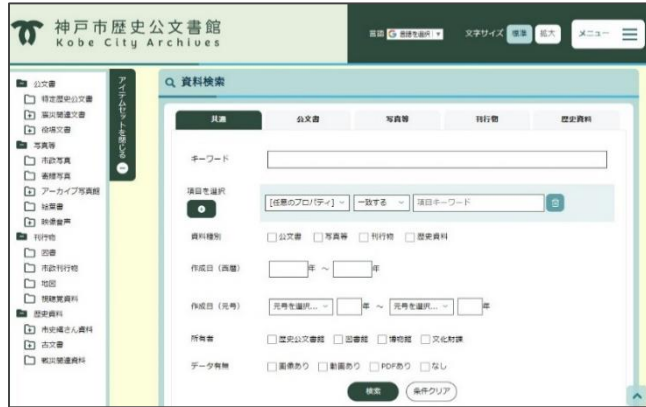 神戸市歴史公文書館
Kobe City Archives
言語 言語を選択 ▼
文字サイズ 標準 拡大
メニュー
公文書
特定歴史公文書
震災関連文書
役場文書
写真等
市政写真
寄贈写真
アーカイブ写真館
絵葉書
映像音声
刊行物
図書
市政刊行物
地図
視聴覚資料
歴史資料
市史編さん資料
古文書
戦災関連資料
アイテムセットを閉じる
資料検索
共通 公文書 写真等 刊行物 歴史資料
キーワード
項目を選択
[任意のプロパティ] 一致する 項目キーワード
資料種別 公文書 写真等 刊行物 歴史資料
作成日（西暦） 年 ～ 年
作成日（元号） 元号を選択... 年 ～ 元号を選択... 年
所有者 歴史公文書館 図書館 博物館 文化財課
データ有無 画像あり 動画あり PDFあり なし
検索 条件クリア